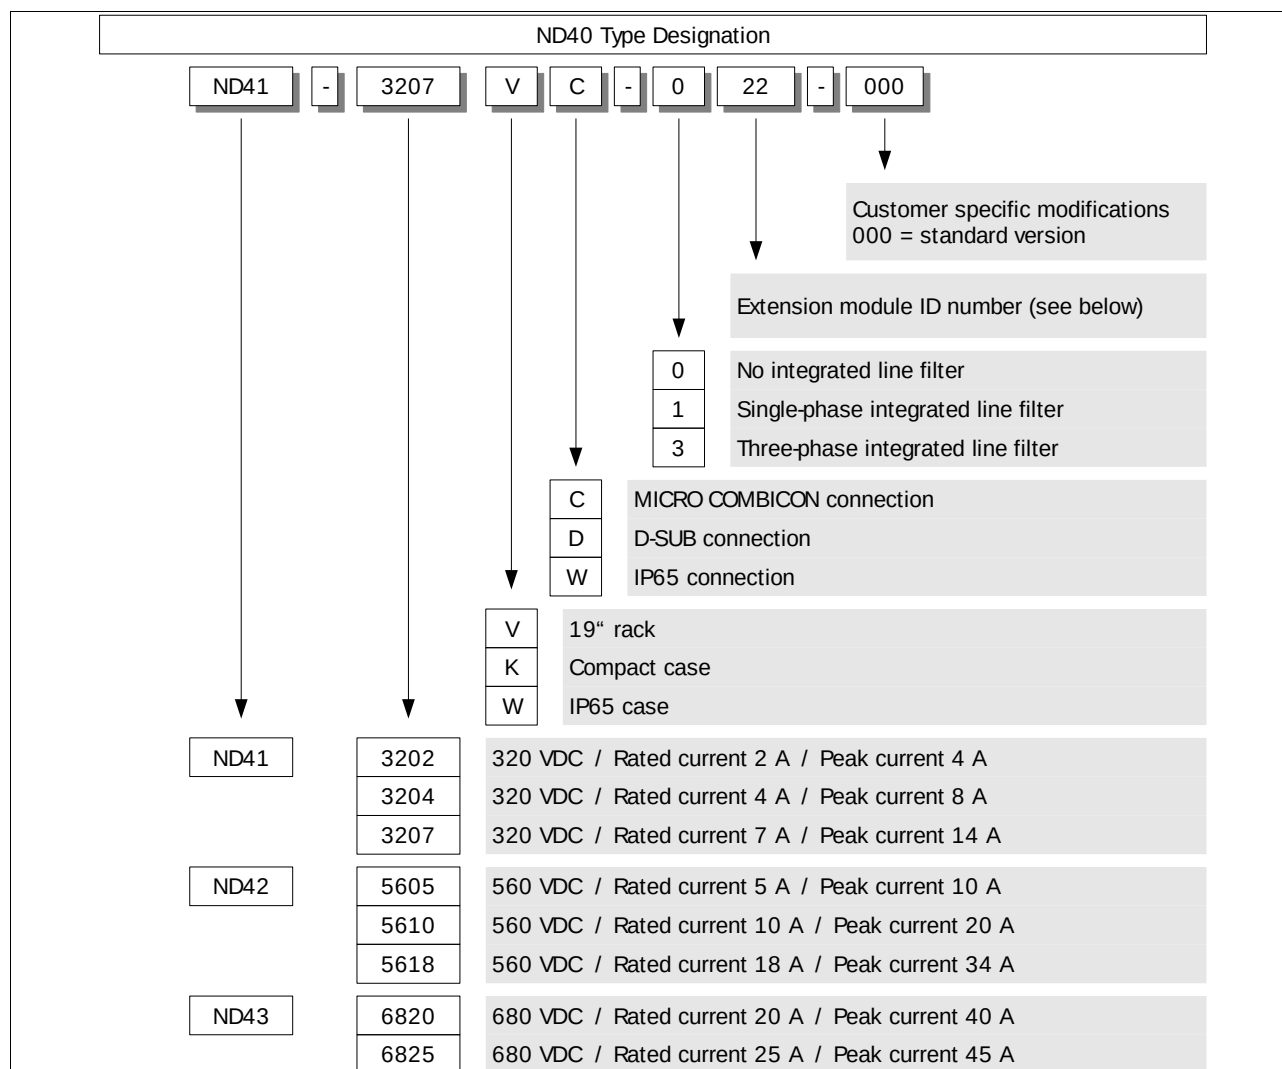 ND40 Type Designation
ND41 - 3207 V C - 0 22 - 000
Customer specific modifications
000 = standard version
Extension module ID number (see below)
0 No integrated line filter
1 Single-phase integrated line filter
3 Three-phase integrated line filter
C MICRO COMBICON connection
D D-SUB connection
W IP65 connection
V 19“ rack
K Compact case
W IP65 case
ND41 3202 320 VDC / Rated current 2 A / Peak current 4 A
3204 320 VDC / Rated current 4 A / Peak current 8 A
3207 320 VDC / Rated current 7 A / Peak current 14 A
ND42 5605 560 VDC / Rated current 5 A / Peak current 10 A
5610 560 VDC / Rated current 10 A / Peak current 20 A
5618 560 VDC / Rated current 18 A / Peak current 34 A
ND43 6820 680 VDC / Rated current 20 A / Peak current 40 A
6825 680 VDC / Rated current 25 A / Peak current 45 A